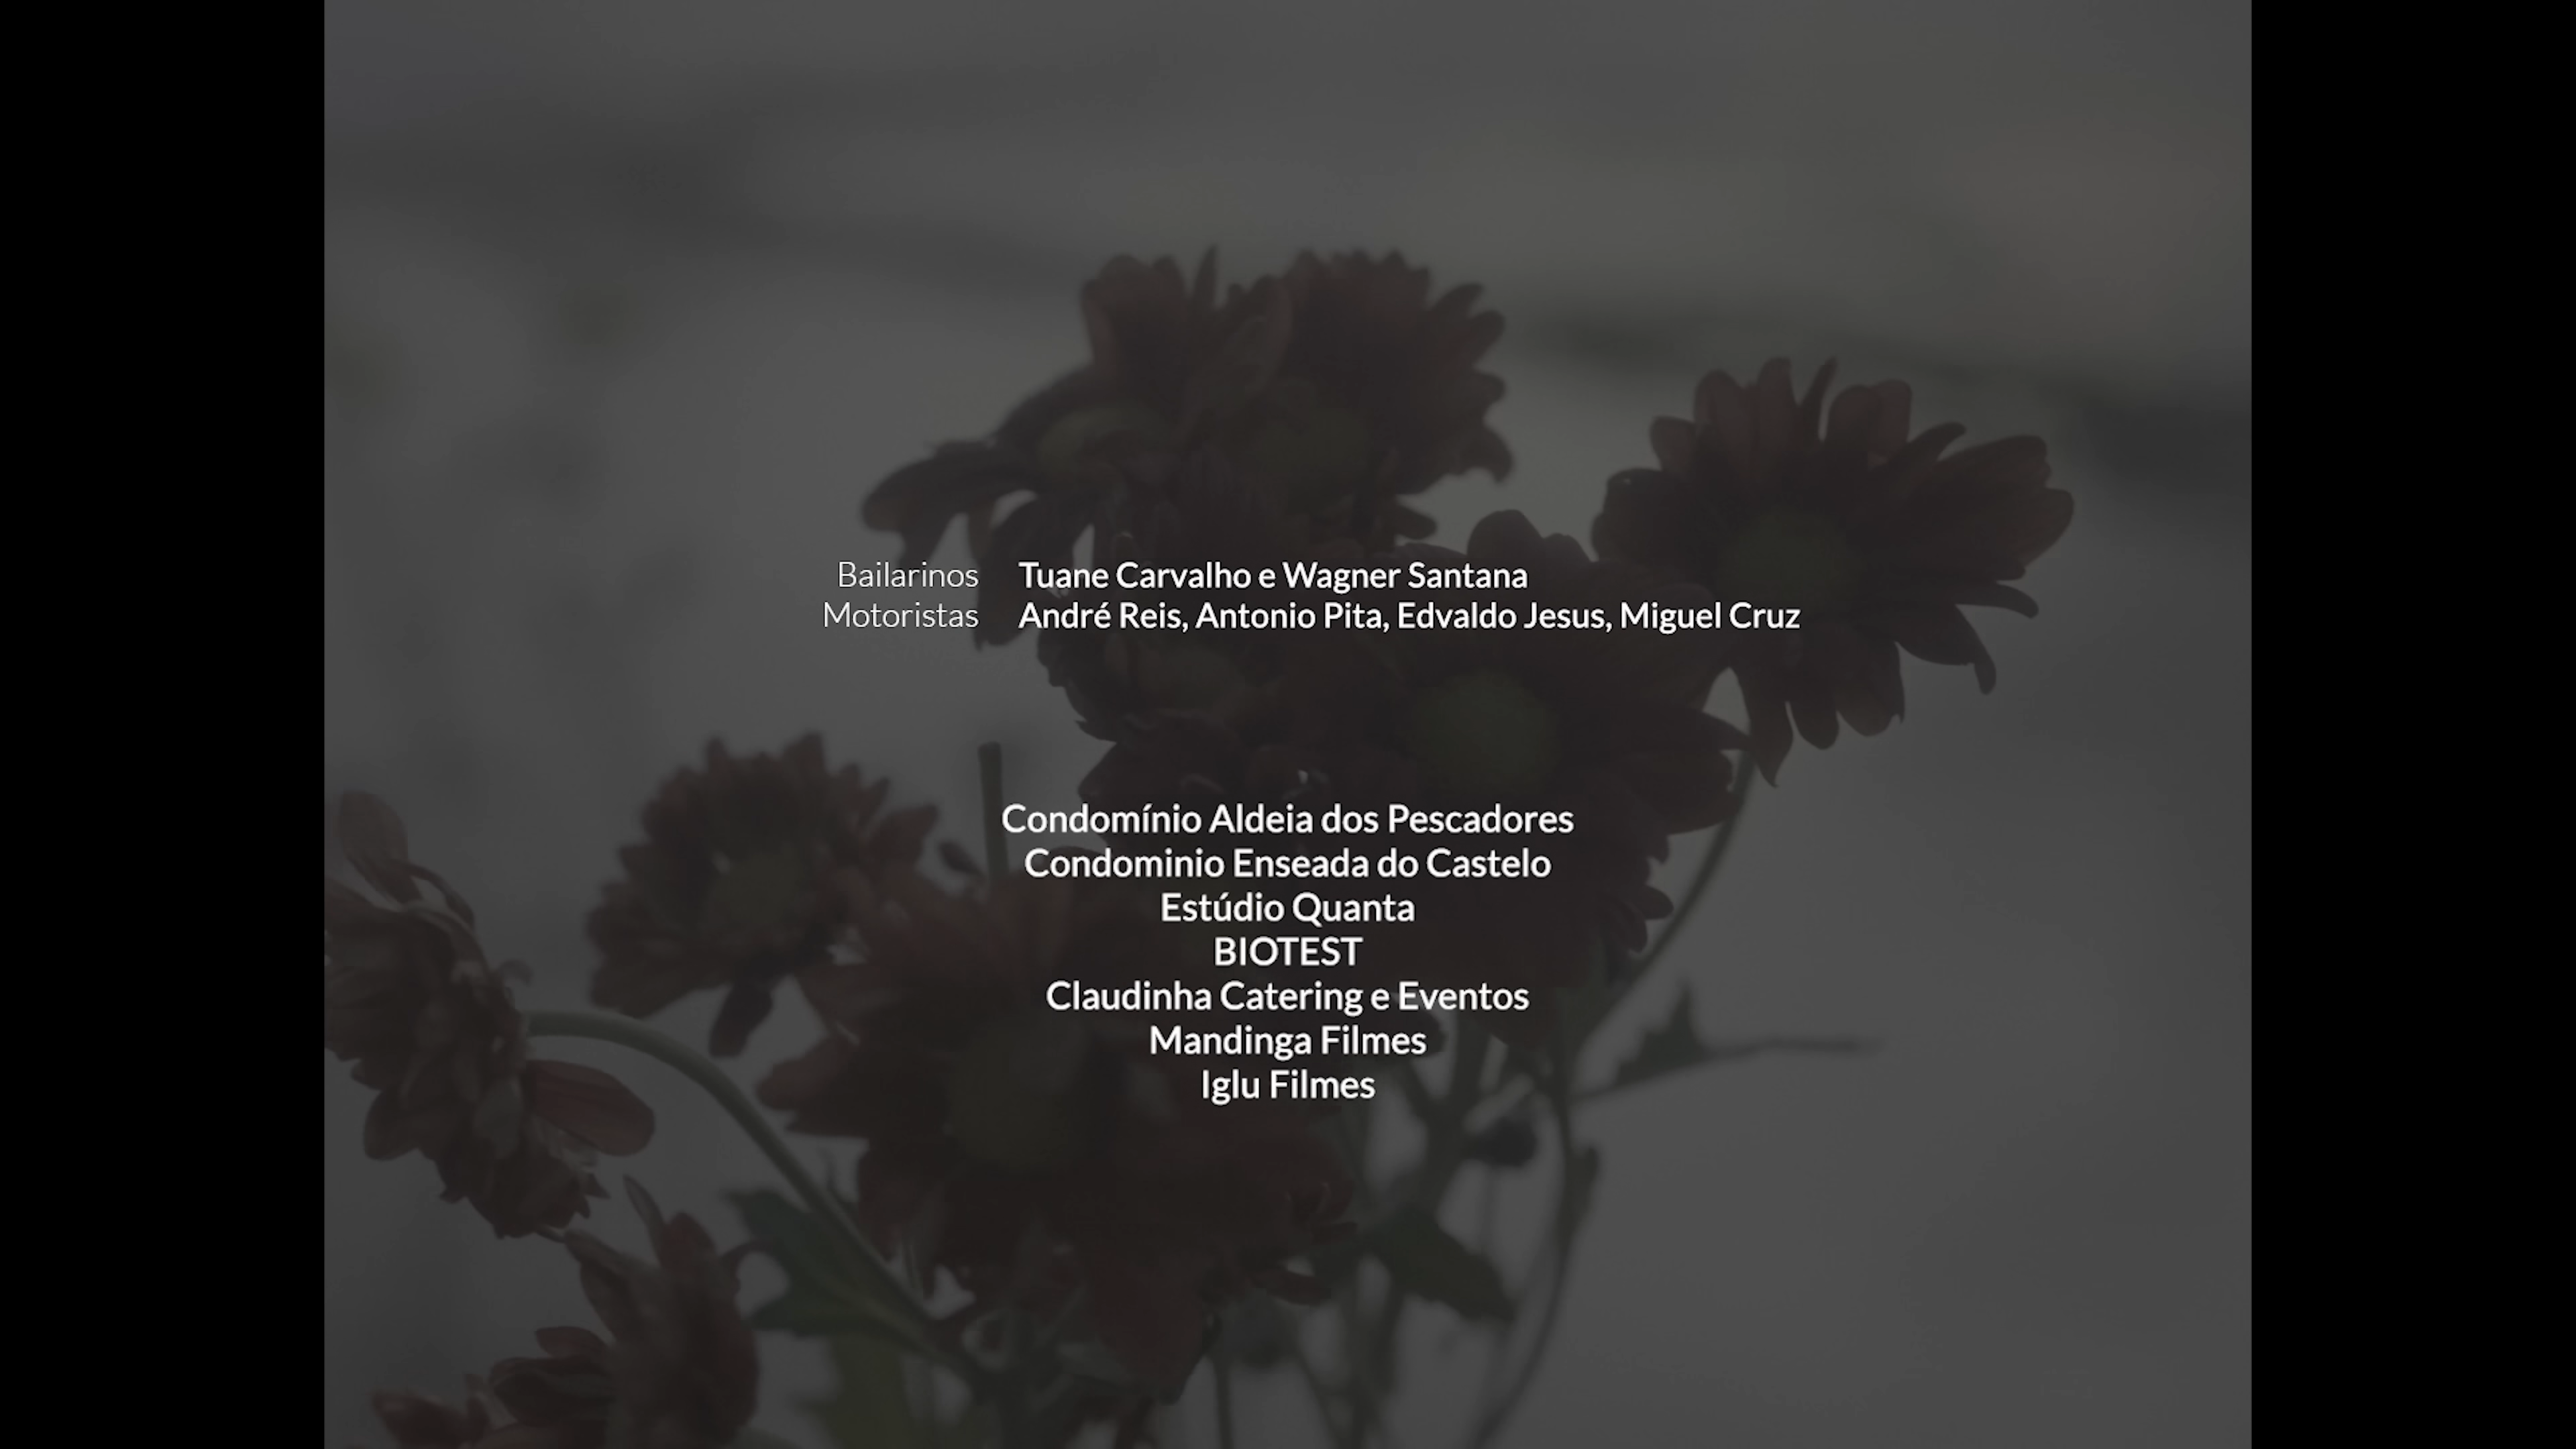 Bailarinos Tuane Carvalho e Wagner Santana
Motoristas André Reis, Antonio Pita, Edvaldo Jesus, Miguel Cruz
Condomínio Aldeia dos Pescadores
Condominio Enseada do Castelo
Estúdio Quanta
BIOTEST
Claudinha Catering e Eventos
Mandinga Filmes
Iglu Filmes